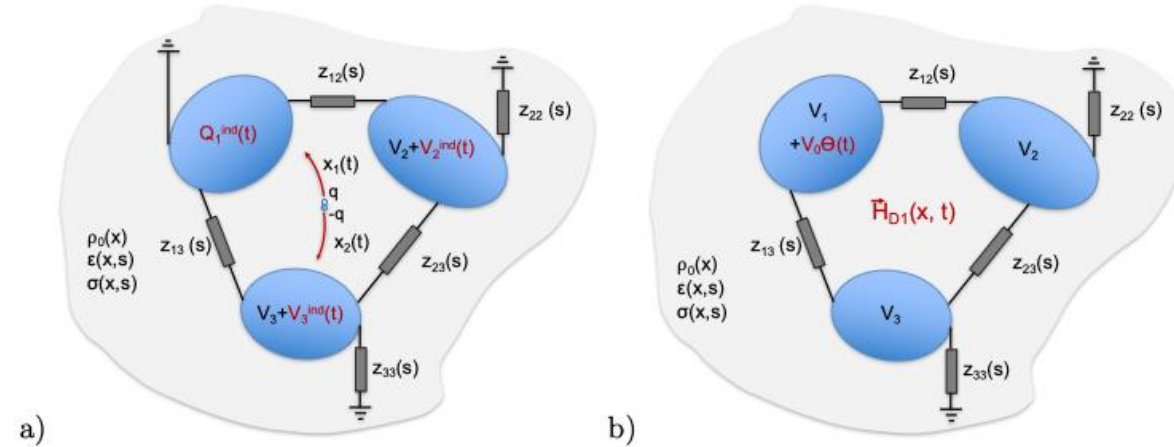 z₁₂(s)
z₂₂ (s)
Q₁ⁱⁿᵈ(t)
V₂+V₂ⁱⁿᵈ(t)
x₁(t)
q
-q
x₂(t)
z₁₃ (s)
z₂₃(s)
ρ₀(x)
ε(x,s)
σ(x,s)
V₃+V₃ⁱⁿᵈ(t)
z₃₃(s)
a)
z₁₂(s)
z₂₂ (s)
V₁
+V₀Θ(t)
V₂
H⃗_D1(x, t)
z₁₃ (s)
z₂₃(s)
ρ₀(x)
ε(x,s)
σ(x,s)
V₃
z₃₃(s)
b)